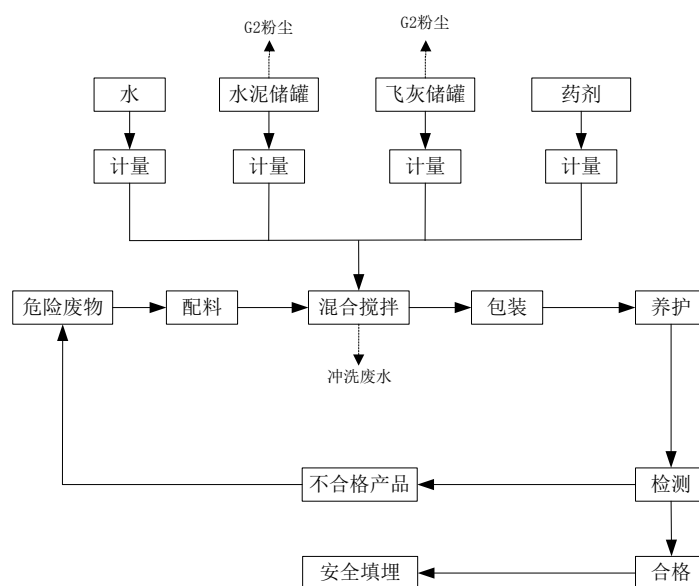 G2粉尘
G2粉尘
水
水泥储罐
飞灰储罐
药剂
计量
计量
计量
计量
危险废物
配料
混合搅拌
包装
养护
冲洗废水
不合格产品
检测
安全填埋
合格